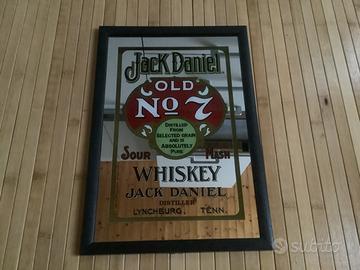 Jack Daniel
OLD
No 7
DISTILLED
FROM
SELECTED GRAIN
AND IS
ABSOLUTELY
PURE
SOUR MASH
WHISKEY
JACK DANIEL
DISTILLER
LYNCHBURG, TENN.
subito